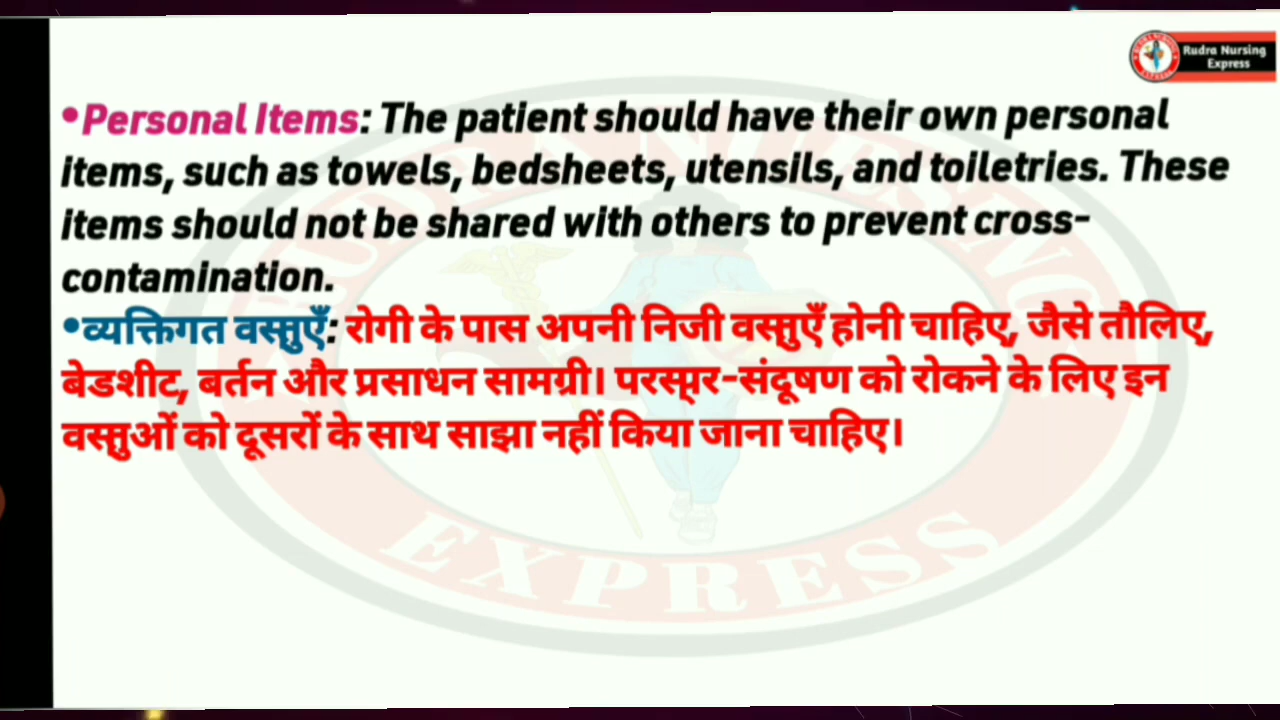 Rudra Nursing
Express
•Personal Items: The patient should have their own personal
items, such as towels, bedsheets, utensils, and toiletries. These
items should not be shared with others to prevent cross-
contamination.
•व्यक्तिगत वस्तुएँ: रोगी के पास अपनी निजी वस्तुएँ होनी चाहिए, जैसे तौलिए,
बेडशीट, बर्तन और प्रसाधन सामग्री। परस्पर-संदूषण को रोकने के लिए इन
वस्तुओं को दूसरों के साथ साझा नहीं किया जाना चाहिए।
RUDRA NURSING
EXPRESS